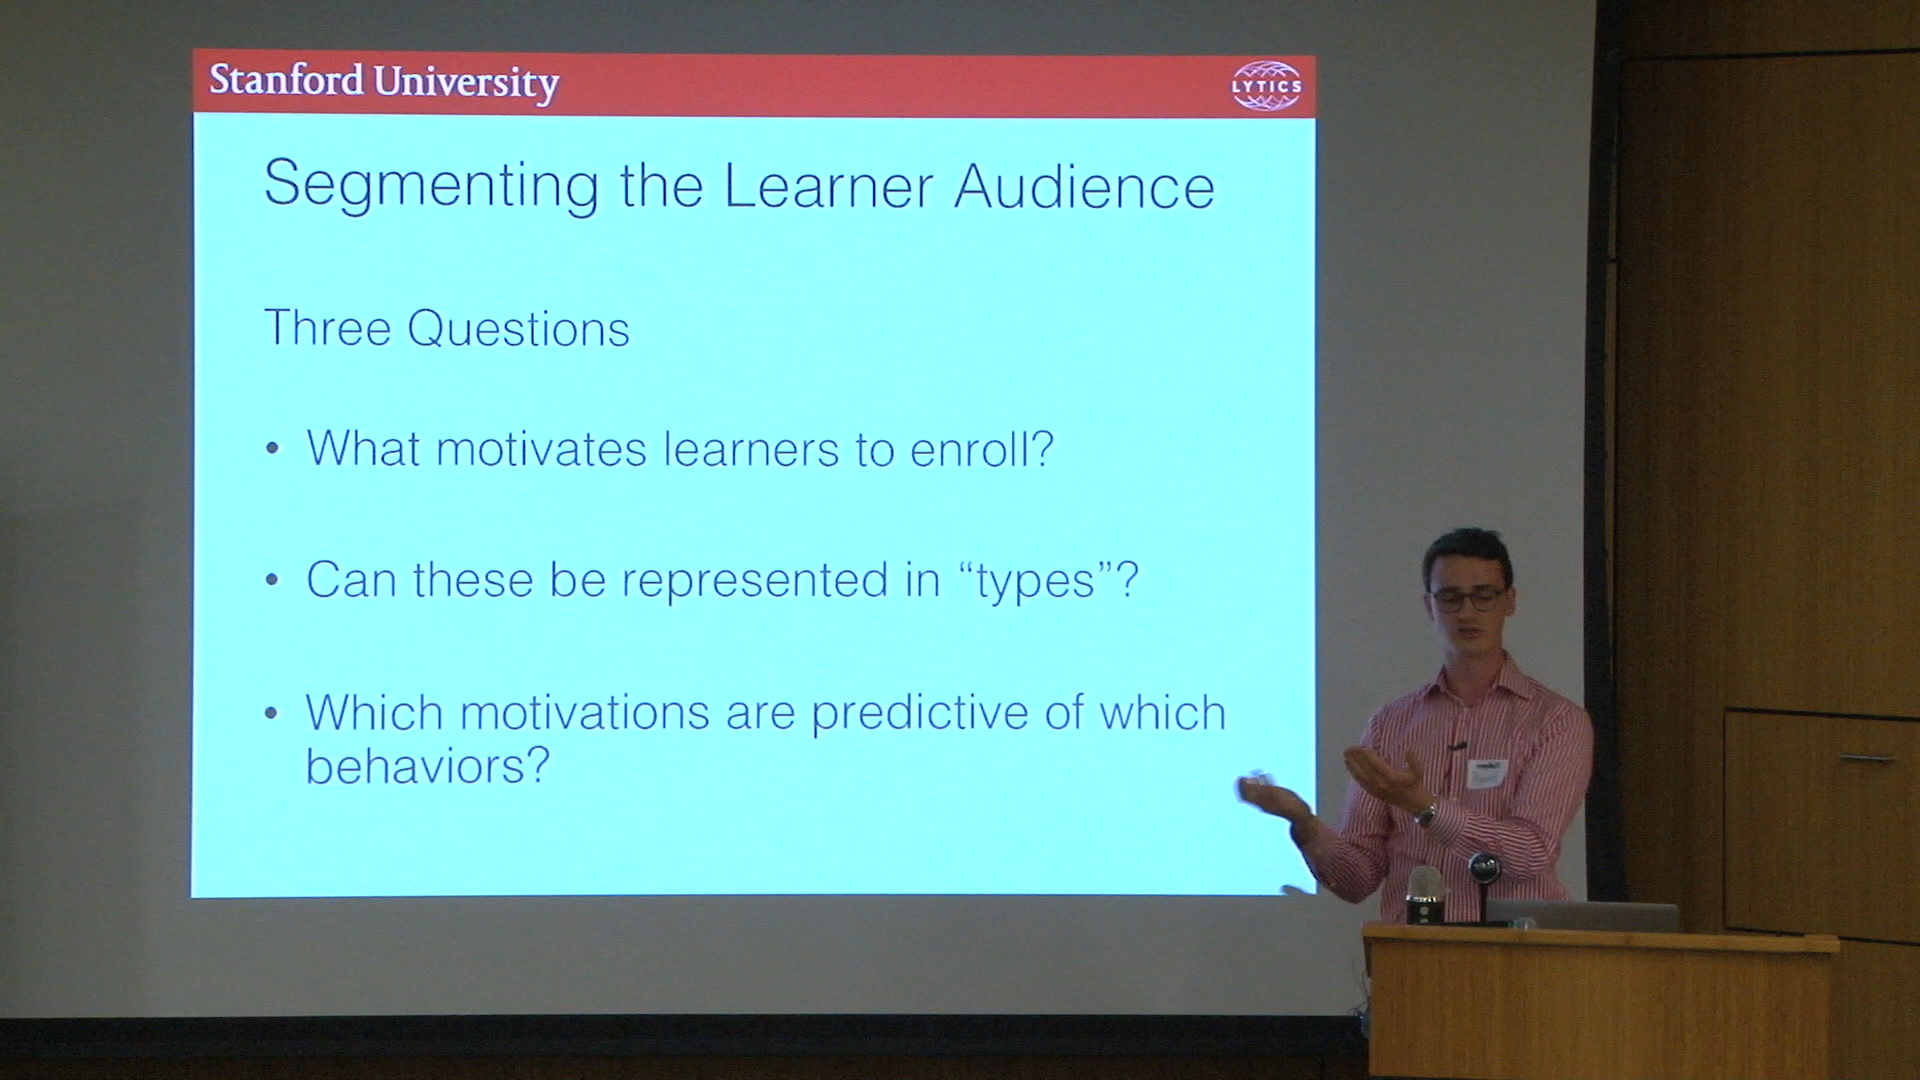 Stanford University
LYTICS
Segmenting the Learner Audience
Three Questions
• What motivates learners to enroll?
• Can these be represented in “types”?
• Which motivations are predictive of which
behaviors?